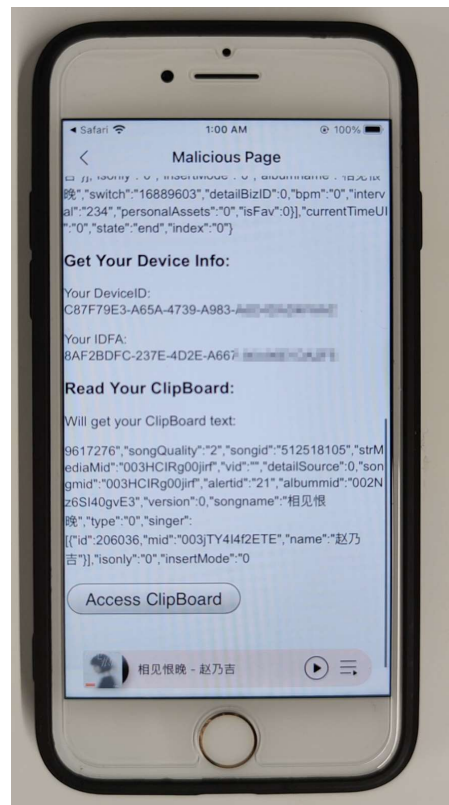 ◀ Safari 1:00 AM 100%
Malicious Page
晚","switch":"16889603","detailBizID":0,"bpm":"0","interv
al":"234","personalAssets":"0","isFav":0}],"currentTimeUI
":"0","state":"end","index":"0"}
Get Your Device Info:
Your DeviceID:
C87F79E3-A65A-4739-A983-
Your IDFA:
8AF2BDFC-237E-4D2E-A667
Read Your ClipBoard:
Will get your ClipBoard text:
9617276","songQuality":"2","songid":"512518105","strM
ediaMid":"003HCIRg00jirf","vid":"","detailSource":0,"son
gmid":"003HCIRg00jirf","alertid":"21","albummid":"002N
z6SI40gvE3","version":0,"songname":"相见恨
晚","type":"0","singer":
[{"id":206036,"mid":"003jTY4I4f2ETE","name":"赵乃
吉"}],"isonly":"0","insertMode":"0
Access ClipBoard
相见恨晚 - 赵乃吉